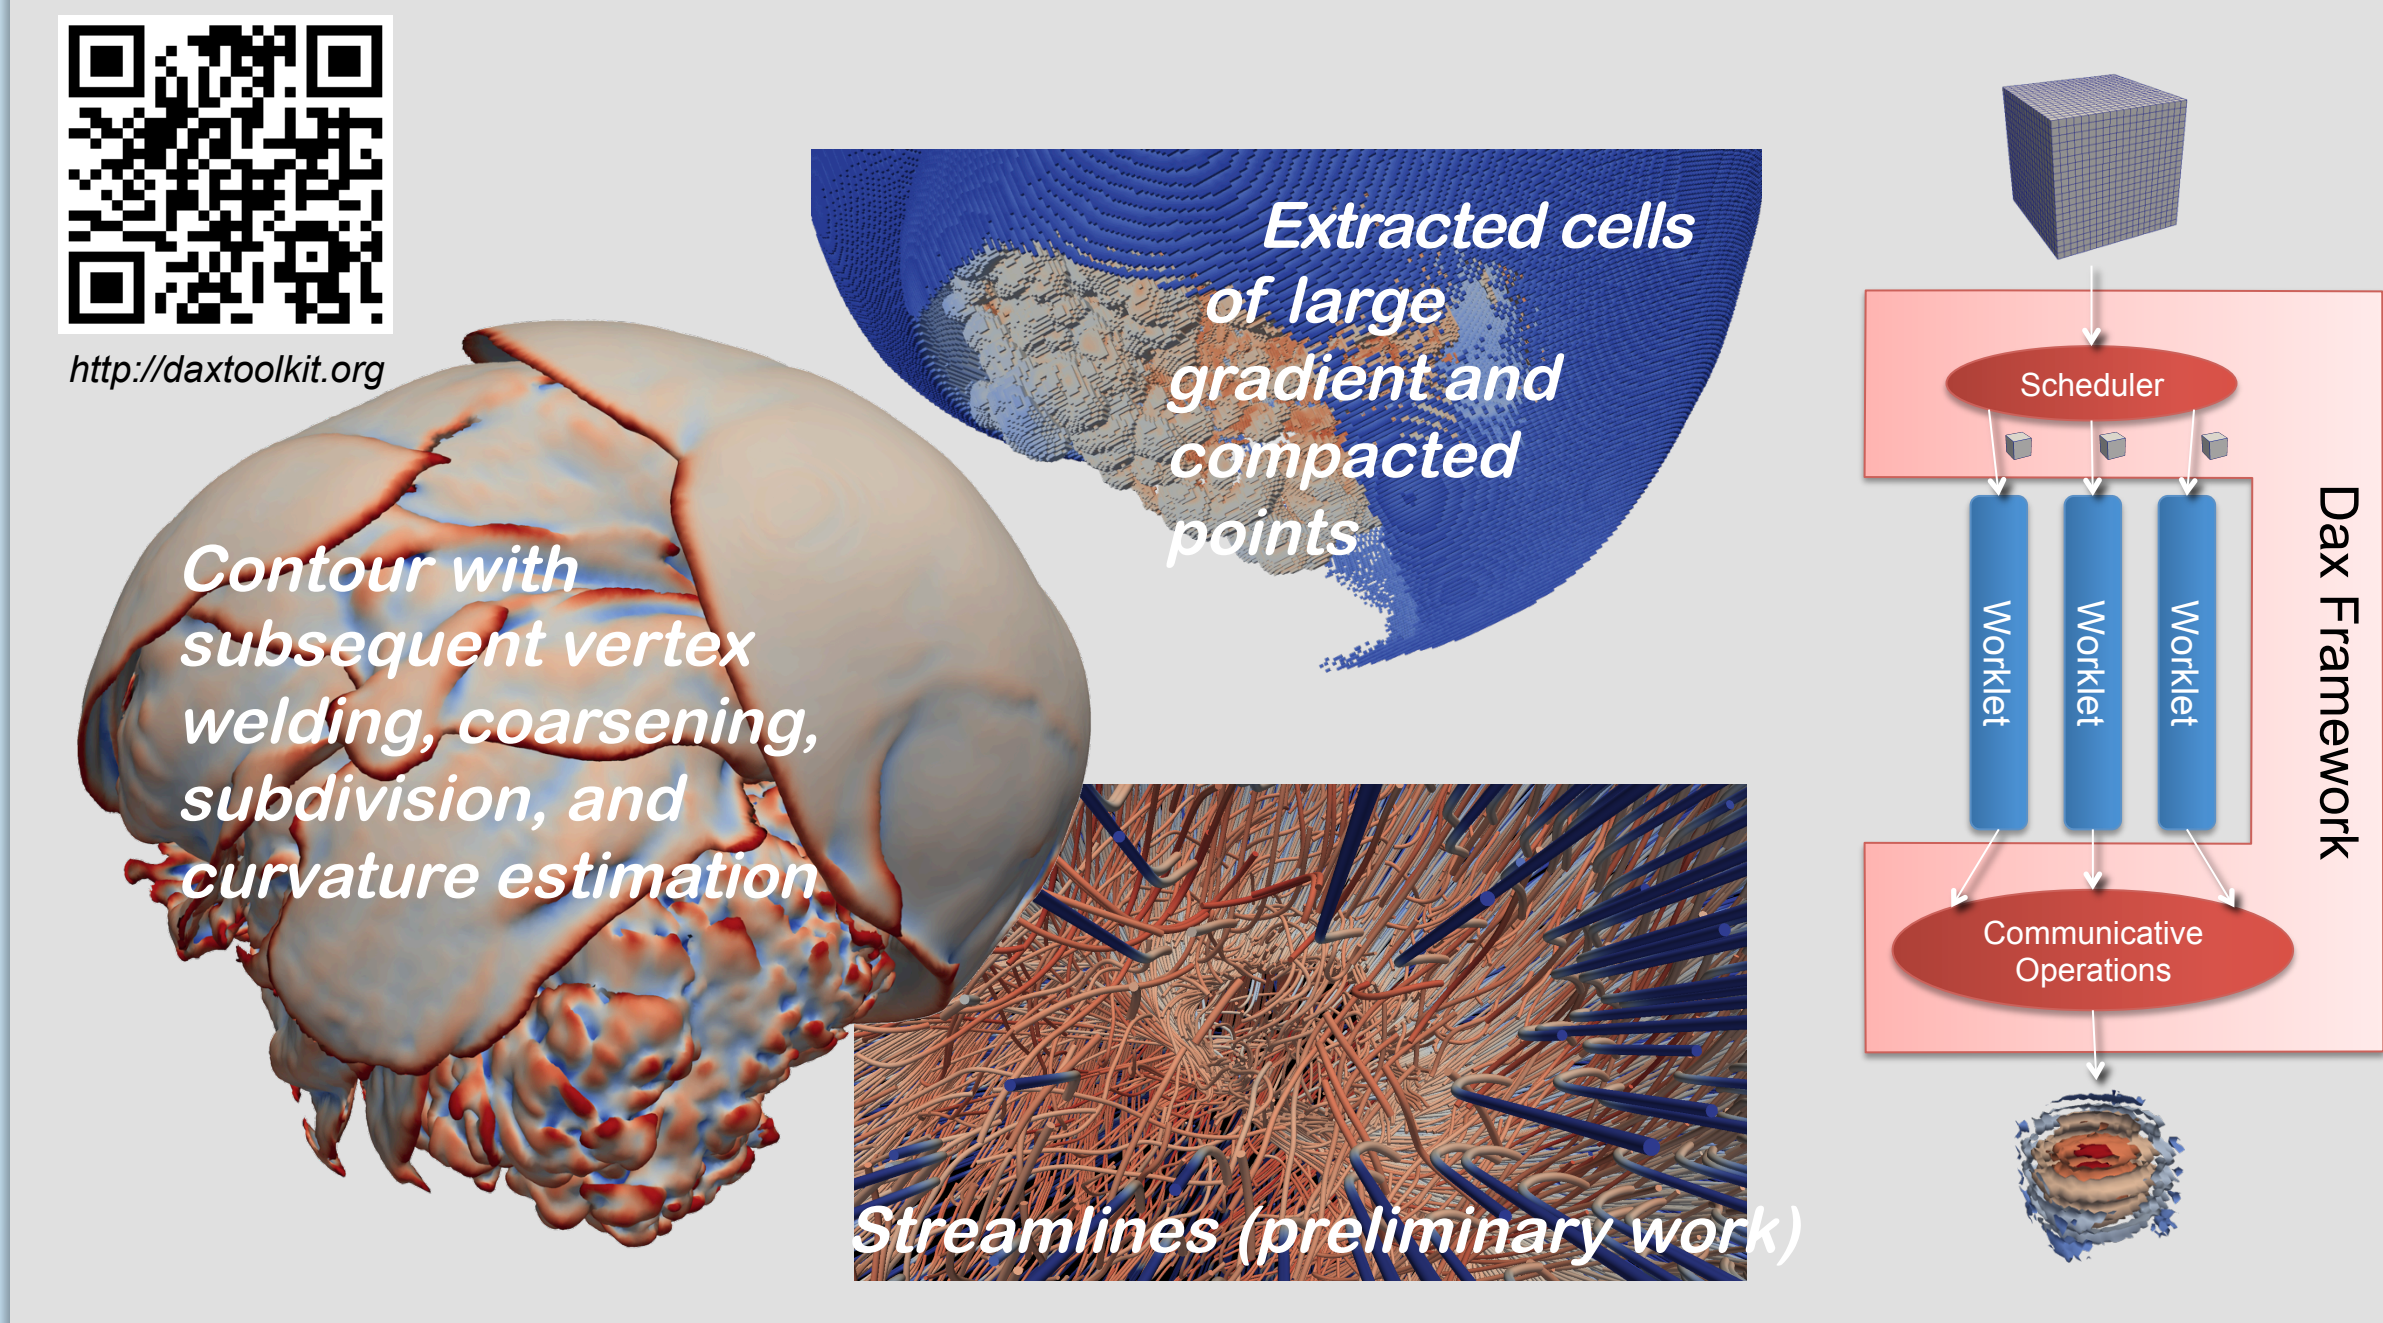 http://daxtoolkit.org
Contour with
subsequent vertex
welding, coarsening,
subdivision, and
curvature estimation
Extracted cells
of large
gradient and
compacted
points
Streamlines (preliminary work)
Scheduler
Worklet
Worklet
Worklet
Communicative
Operations
Dax Framework